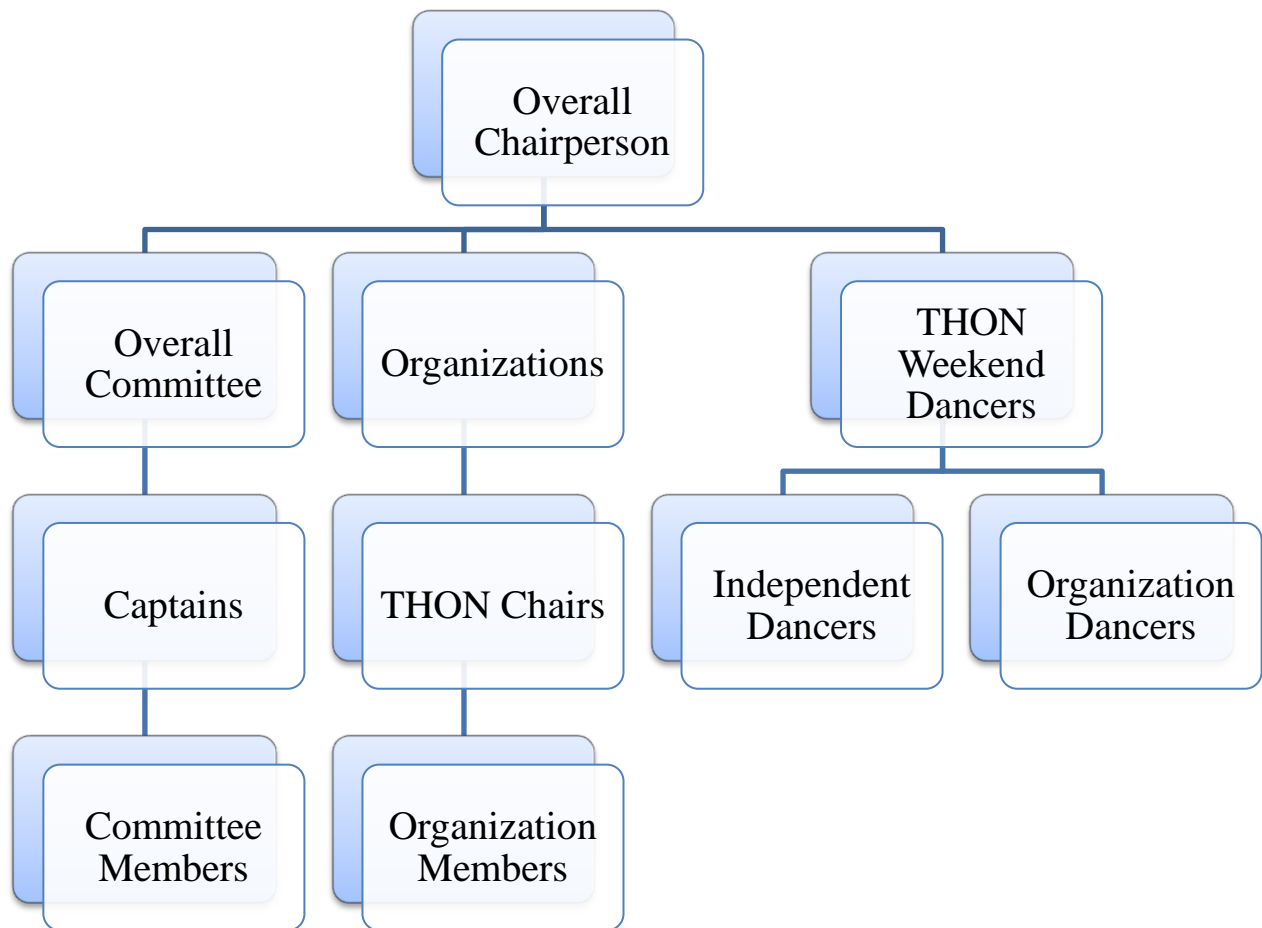 Overall
Chairperson
Overall
Committee
Organizations
THON
Weekend
Dancers
Captains
THON Chairs
Independent
Dancers
Organization
Dancers
Committee
Members
Organization
Members